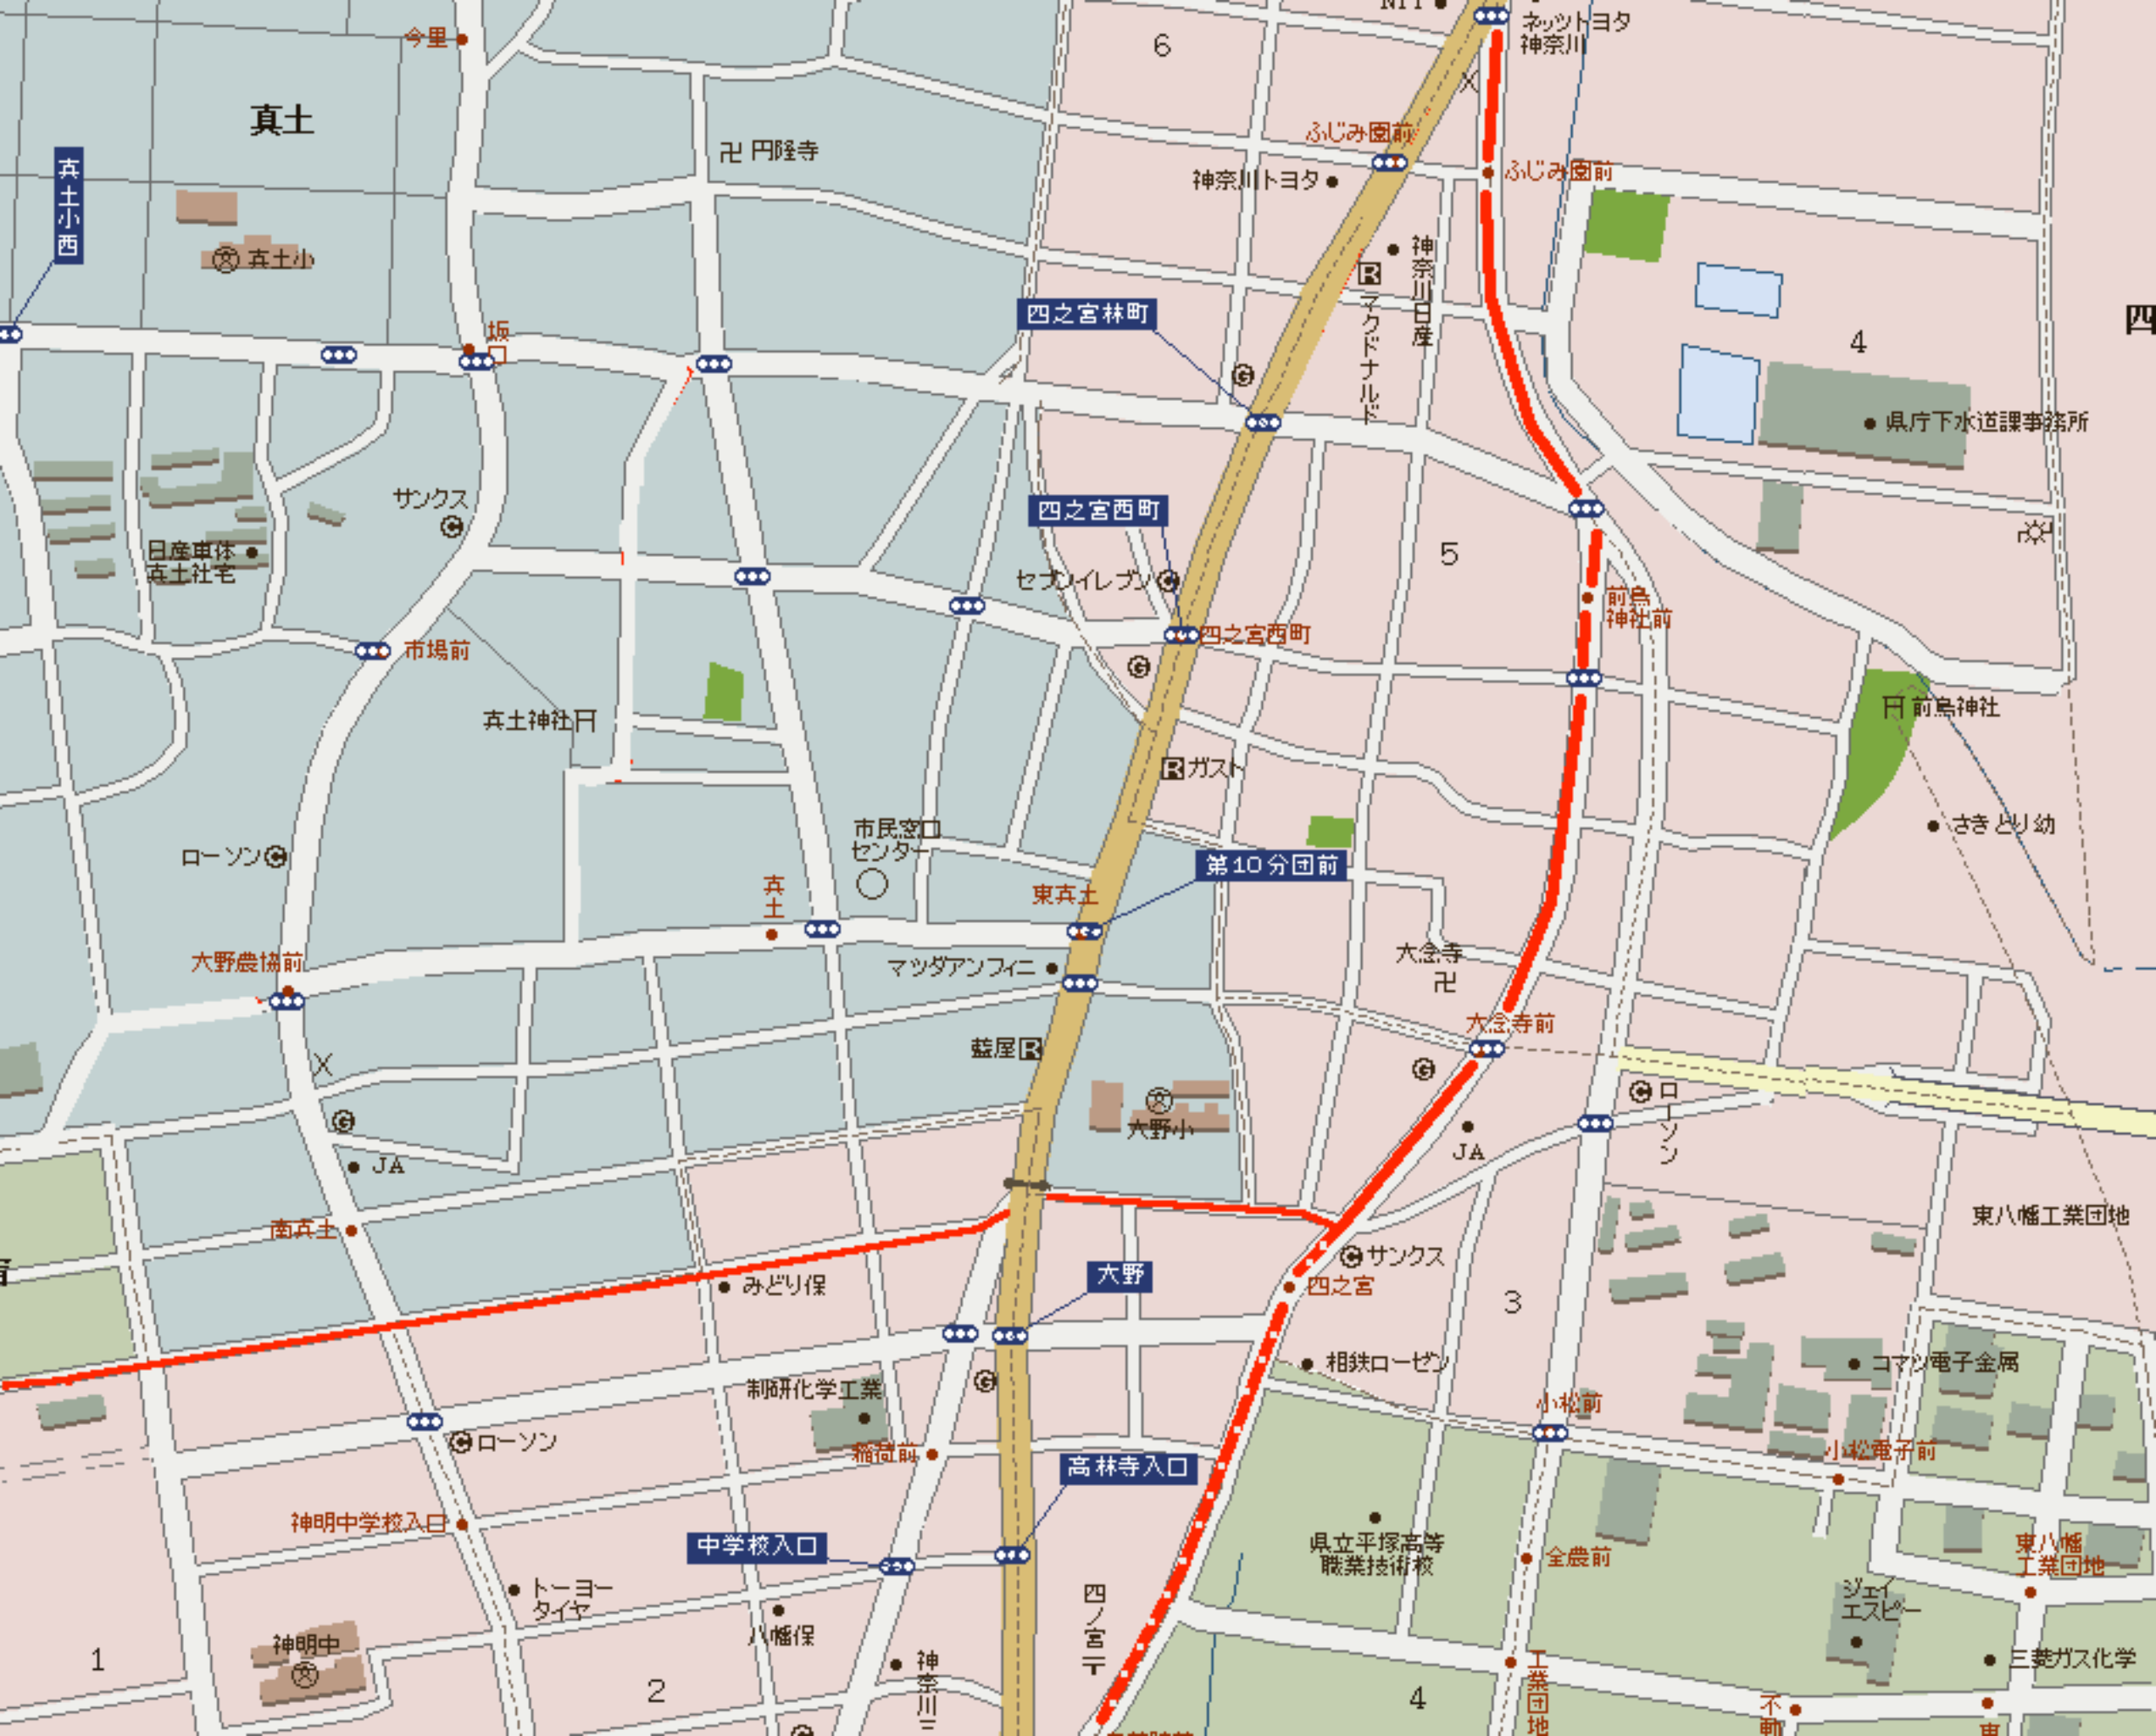 今里
6
NTT
ネッツトヨタ
神奈川
真土
卍 円隆寺
ふじみ園前
ふじみ園前
神奈川トヨタ
真土小西
真土小
神奈川日産
R マクドナルド
四之宮林町
坂口
4
四
県庁下水道課事務所
サンクス
四之宮西町
日産車体
真土社宅
セブンイレブン
5
前鳥
神社前
市場前
四之宮西町
真土神社
前鳥神社
R ガスト
さきとり幼
ローソン
市民窓口
センター
第10分団前
真土
東真土
大野農協前
マツダアンフィニ
大念寺
卍
大念寺前
藍屋 R
X
大野小
ローソン
JA
JA
南真土
東八幡工業団地
サンクス
みどり保
大野
四之宮
3
相鉄ローゼン
コマツ電子金属
制研化学工業
小松前
ローソン
稲荷前
高林寺入口
小松電子前
神明中学校入口
中学校入口
県立平塚高等
職業技術校
全農前
東八幡
工業団地
トーヨー
タイヤ
四ノ宮〒
ジェイ
エスピー
八幡保
神明中
1
2
神奈川三
4
工業団地
三菱ガス化学
不動